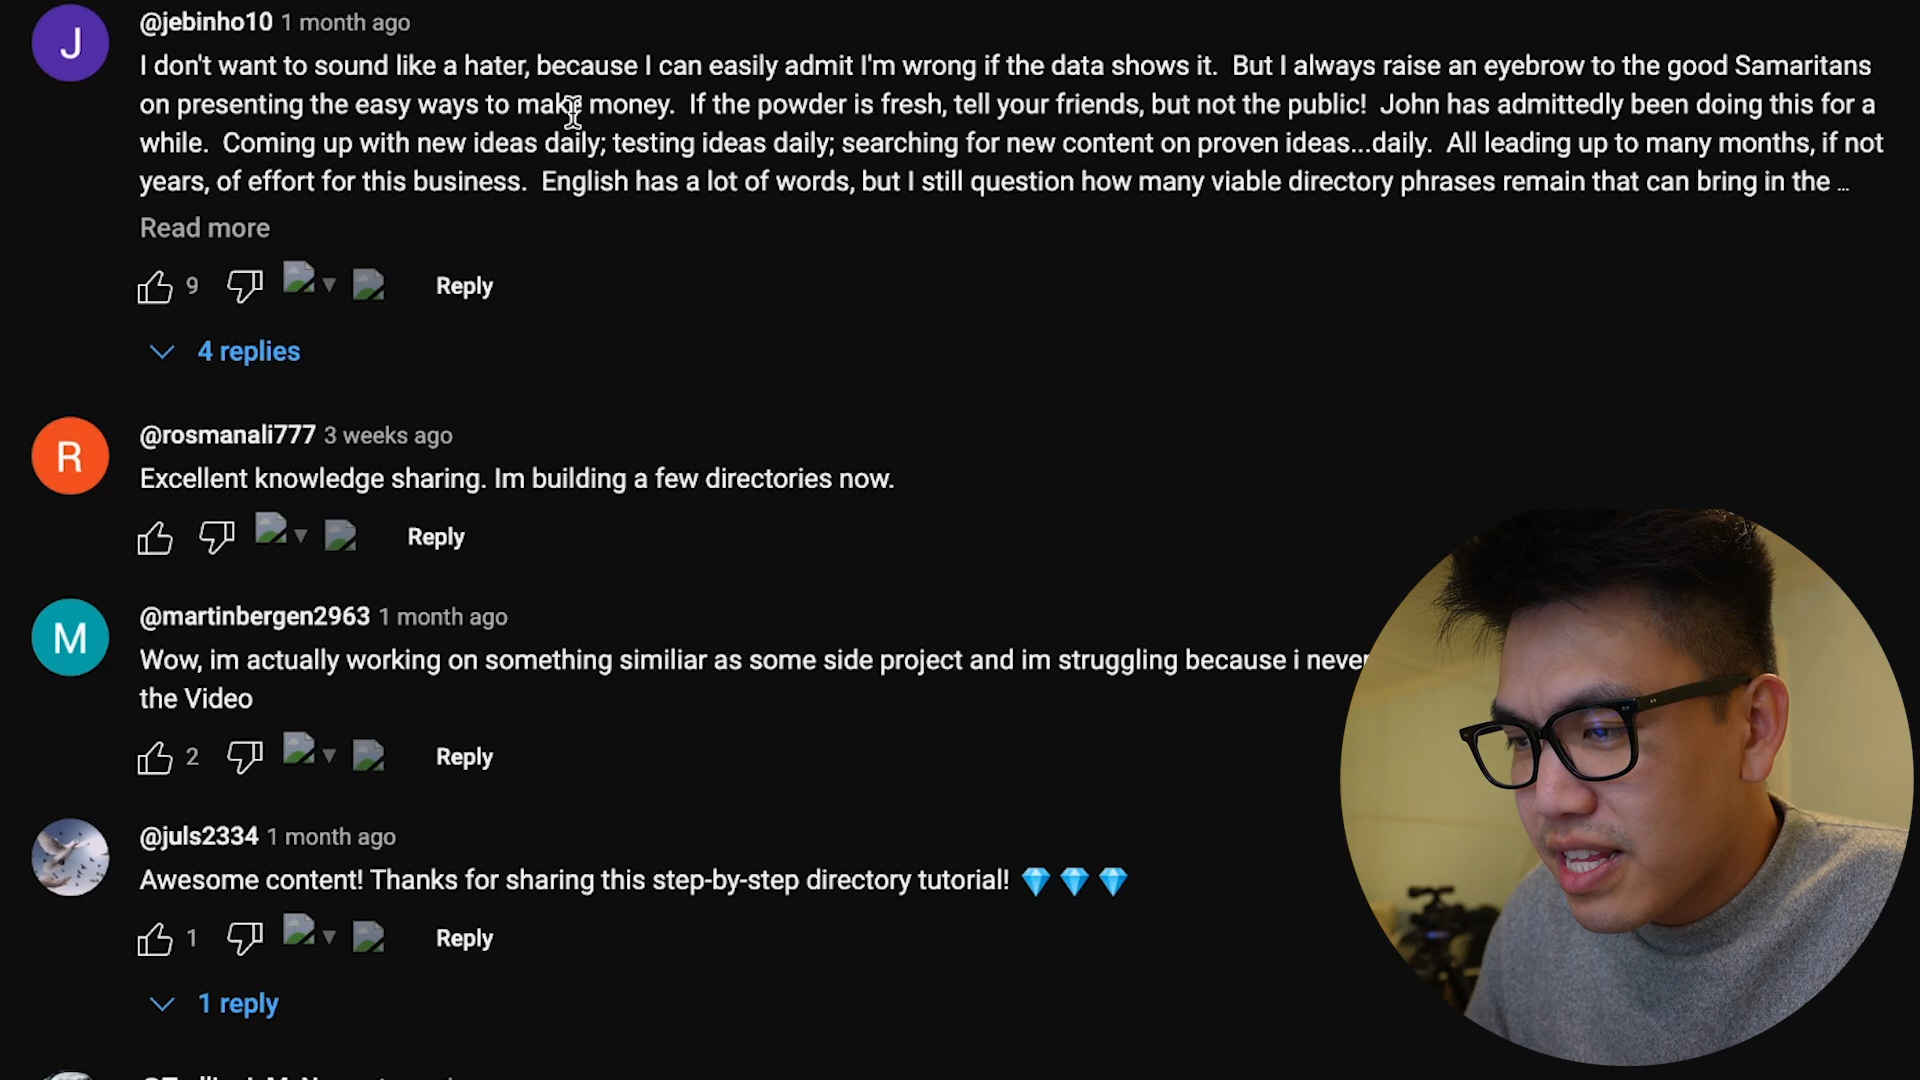 J
@jebinho10 1 month ago
I don't want to sound like a hater, because I can easily admit I'm wrong if the data shows it.  But I always raise an eyebrow to the good Samaritans
on presenting the easy ways to make money.  If the powder is fresh, tell your friends, but not the public!  John has admittedly been doing this for a
while.  Coming up with new ideas daily; testing ideas daily; searching for new content on proven ideas...daily.  All leading up to many months, if not
years, of effort for this business.  English has a lot of words, but I still question how many viable directory phrases remain that can bring in the ...
Read more
9 Reply
4 replies
R
@rosmanali777 3 weeks ago
Excellent knowledge sharing. Im building a few directories now.
Reply
M
@martinbergen2963 1 month ago
Wow, im actually working on something similiar as some side project and im struggling because i never
the Video
2 Reply
@juls2334 1 month ago
Awesome content! Thanks for sharing this step-by-step directory tutorial! 💎 💎 💎
1 Reply
1 reply